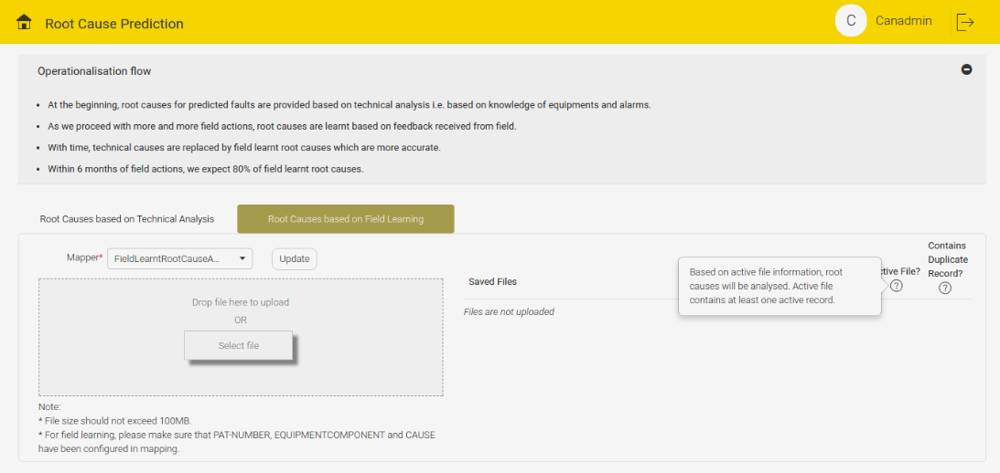 Root Cause Prediction
C
Canadmin
Operationalisation flow
• At the beginning, root causes for predicted faults are provided based on technical analysis i.e. based on knowledge of equipments and alarms.
• As we proceed with more and more field actions, root causes are learnt based on feedback received from field.
• With time, technical causes are replaced by field learnt root causes which are more accurate.
• Within 6 months of field actions, we expect 80% of field learnt root causes.
Root Causes based on Technical Analysis
Root Causes based on Field Learning
Mapper*
FieldLearntRootCauseA...
Update
Drop file here to upload
OR
Select file
Note:
* File size should not exceed 100MB.
* For field learning, please make sure that PAT-NUMBER, EQUIPMENTCOMPONENT and CAUSE
have been configured in mapping.
Saved Files
Files are not uploaded
Based on active file information, root
causes will be analysed. Active file
contains at least one active record.
File?
?
Contains
Duplicate
Record?
?